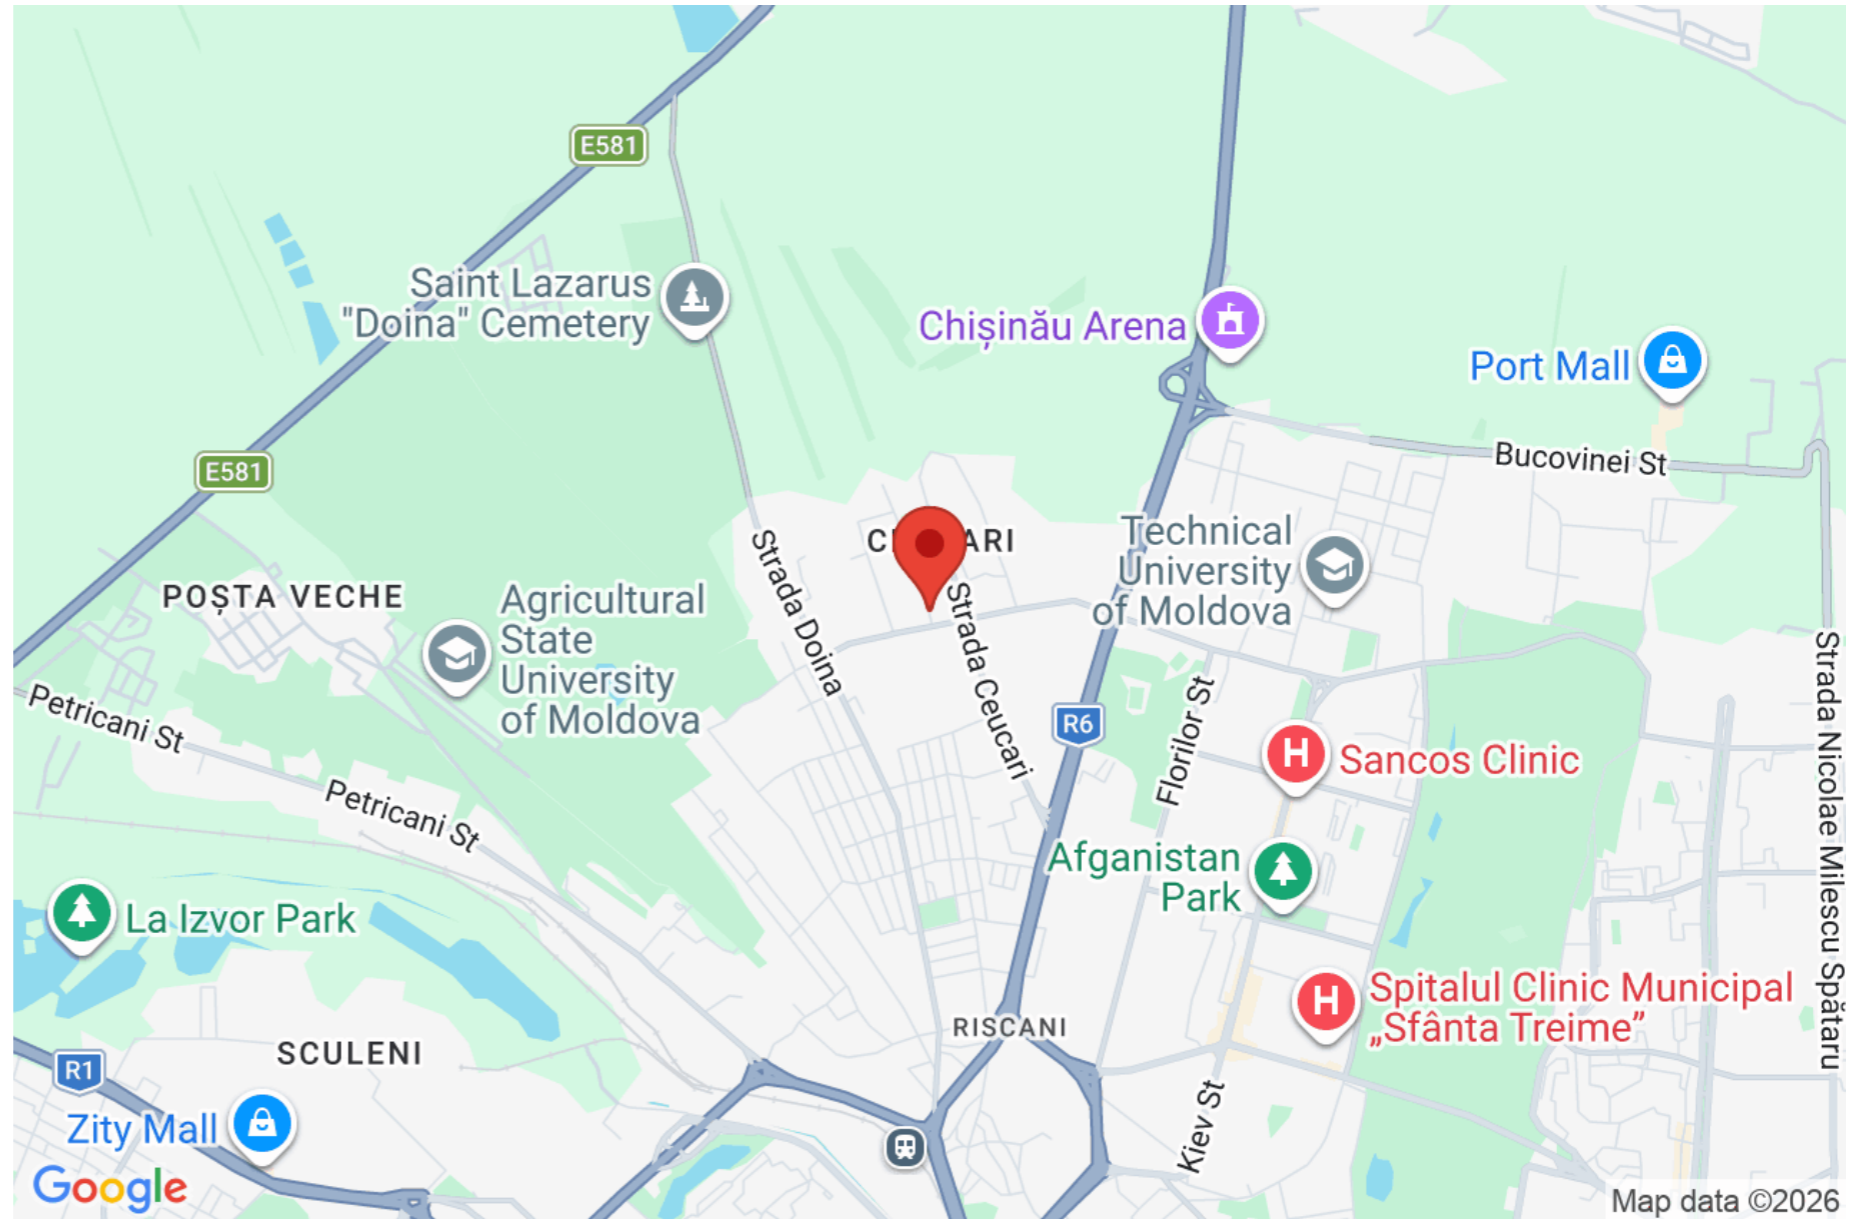 E581
Saint Lazarus
"Doina" Cemetery
Chișinău Arena
Port Mall
E581
Bucovinei St
Technical
University
of Moldova
POȘTA VECHE
Agricultural
State
University
of Moldova
Strada Doina
Strada Ceucari
Petricani St
R6
Florilor St
Sancos Clinic
Strada Nicolae Milescu Spătaru
Petricani St
Afganistan
Park
La Izvor Park
Spitalul Clinic Municipal
„Sfânta Treime”
RISCANI
SCULENI
R1
Zity Mall
Kiev St
Google
Map data ©2026